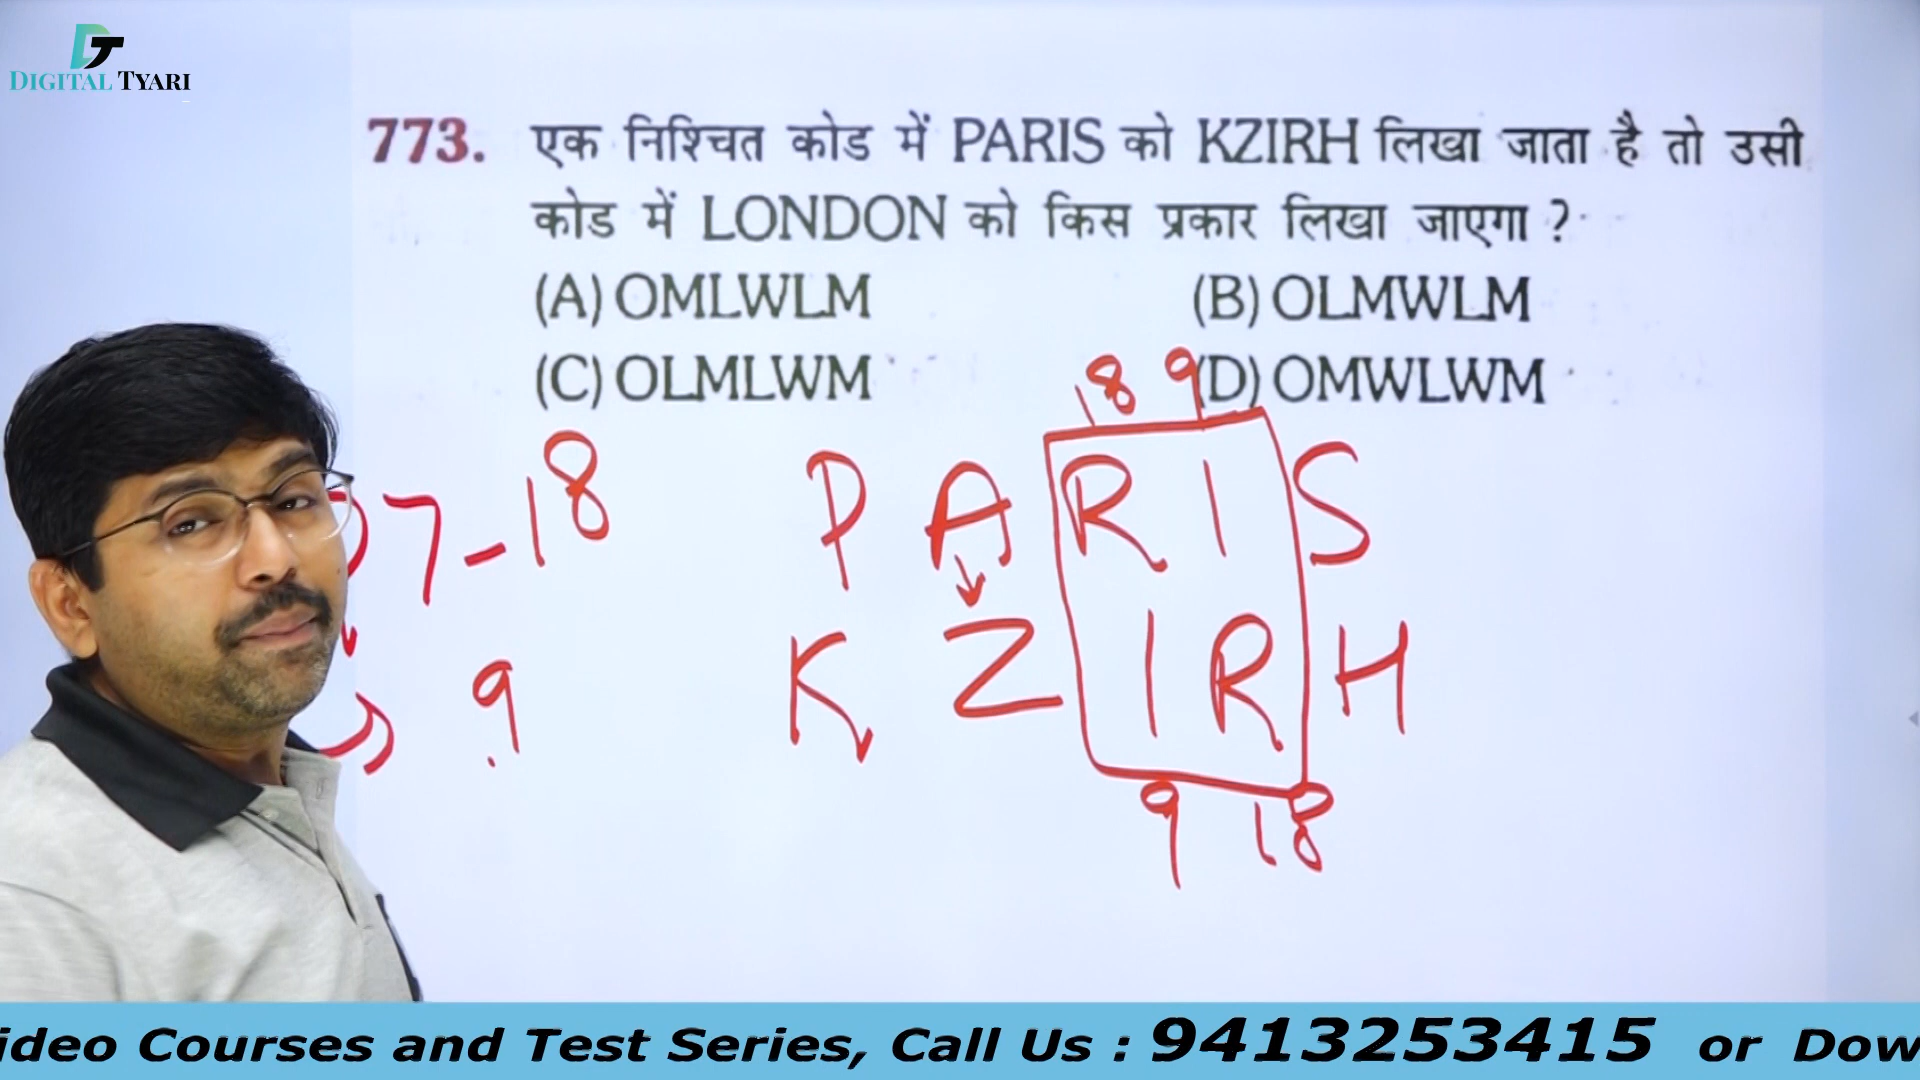 DIGITAL TYARI
773. एक निश्चित कोड में PARIS को KZIRH लिखा जाता है तो उसी
कोड में LONDON को किस प्रकार लिखा जाएगा ?
(A) OMLWLM (B) OLMWLM
(C) OLMLWM (D) OMWLWM
18 9
7-18
P A R I S
9
K Z I R H
9 18
ideo Courses and Test Series, Call Us : 9413253415 or Dow